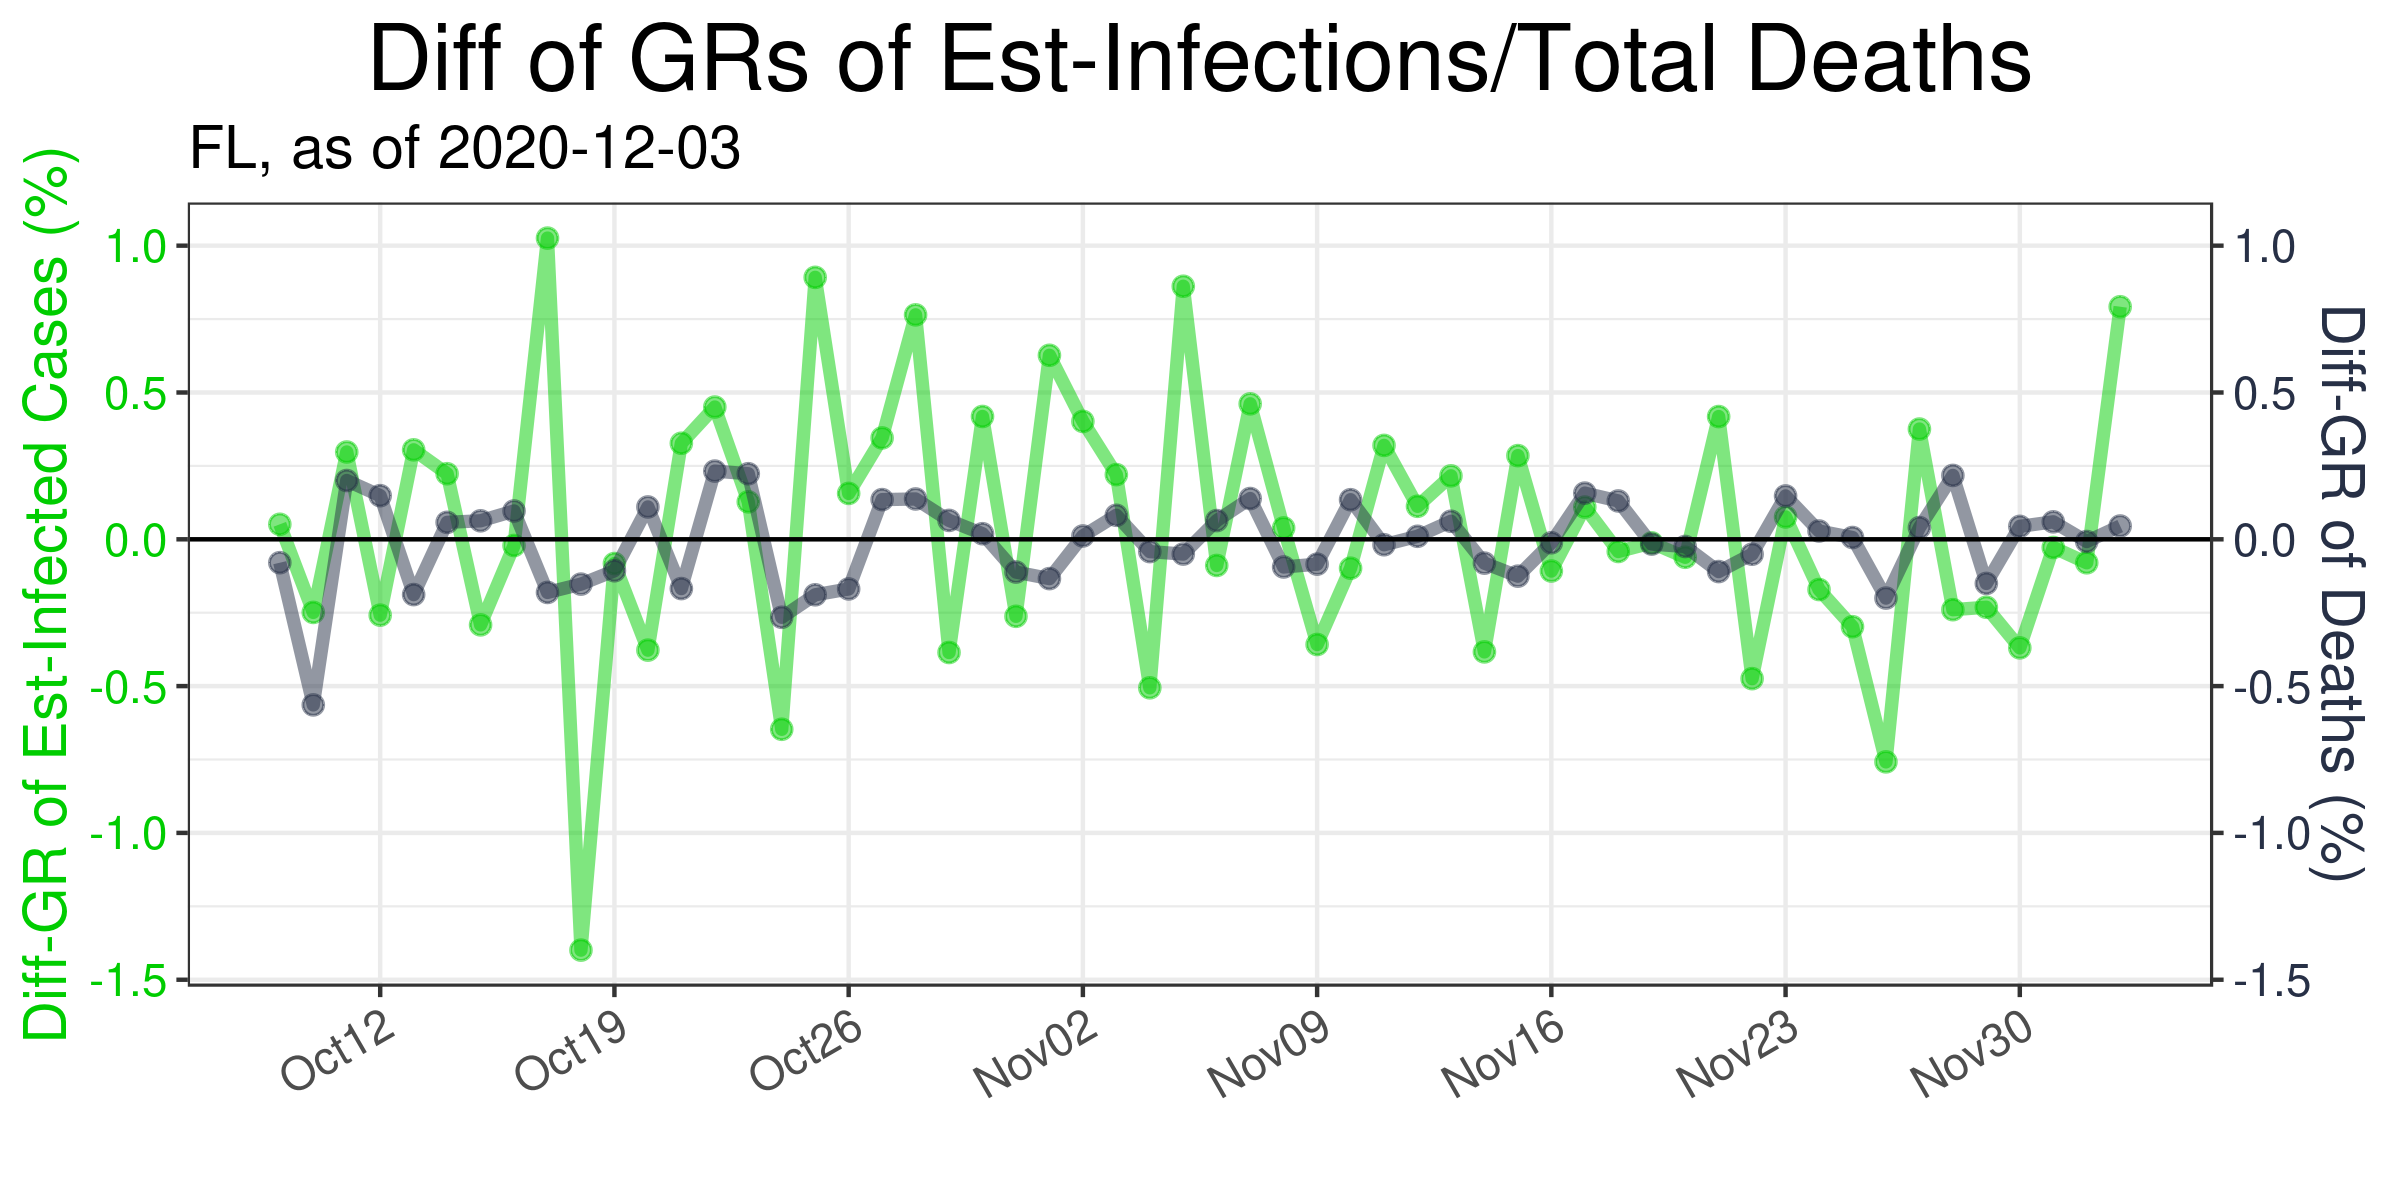 Diff of GRs of Est-Infections/Total Deaths
FL, as of 2020-12-03
Diff-GR of Est-Infected Cases (%)
1.0
0.5
0.0
-0.5
-1.0
-1.5
1.0
0.5
0.0
-0.5
-1.0
-1.5
Diff-GR of Deaths (%)
Oct12
Oct19
Oct26
Nov02
Nov09
Nov16
Nov23
Nov30